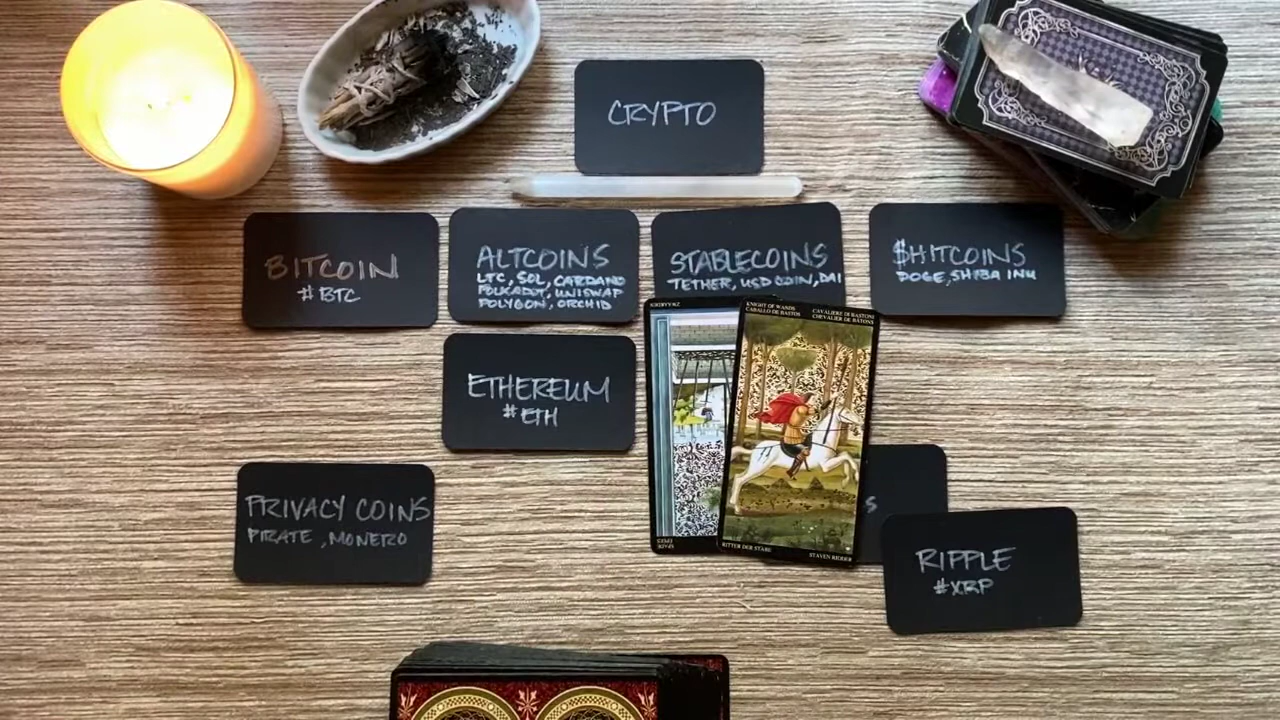 CRYPTO
BITCOIN
#BTC
ALTCOINS
LTC, SOL, CARDANO
POLKADOT, UNISWAP
POLYGON, ORCHID
STABLECOINS
TETHER, USD COIN, DAI
$HITCOINS
DOGE, SHIBA INU
ETHEREUM
#ETH
KNIGHT OF WANDS
CABALLO DE BASTOS
CAVALIERE DI BASTONI
CHEVALIER DE BÂTONS
RITTER DER STÄBE
STAVEN RIDDER
PRIVACY COINS
PIRATE, MONERO
S
RIPPLE
#XRP